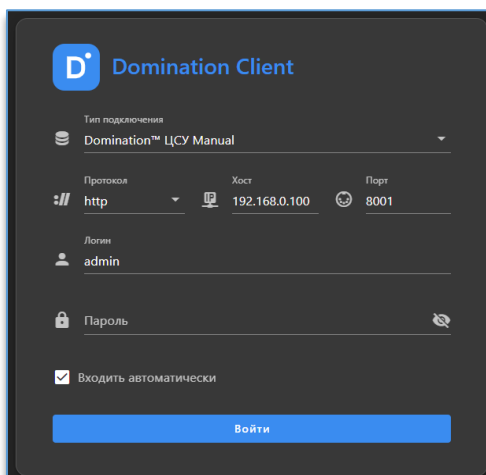 D
Domination Client
Тип подключения
Domination™ ЦСУ Manual
Протокол Хост Порт
:// http IP 192.168.0.100 8001
Логин
admin
Пароль
Входить автоматически
Войти